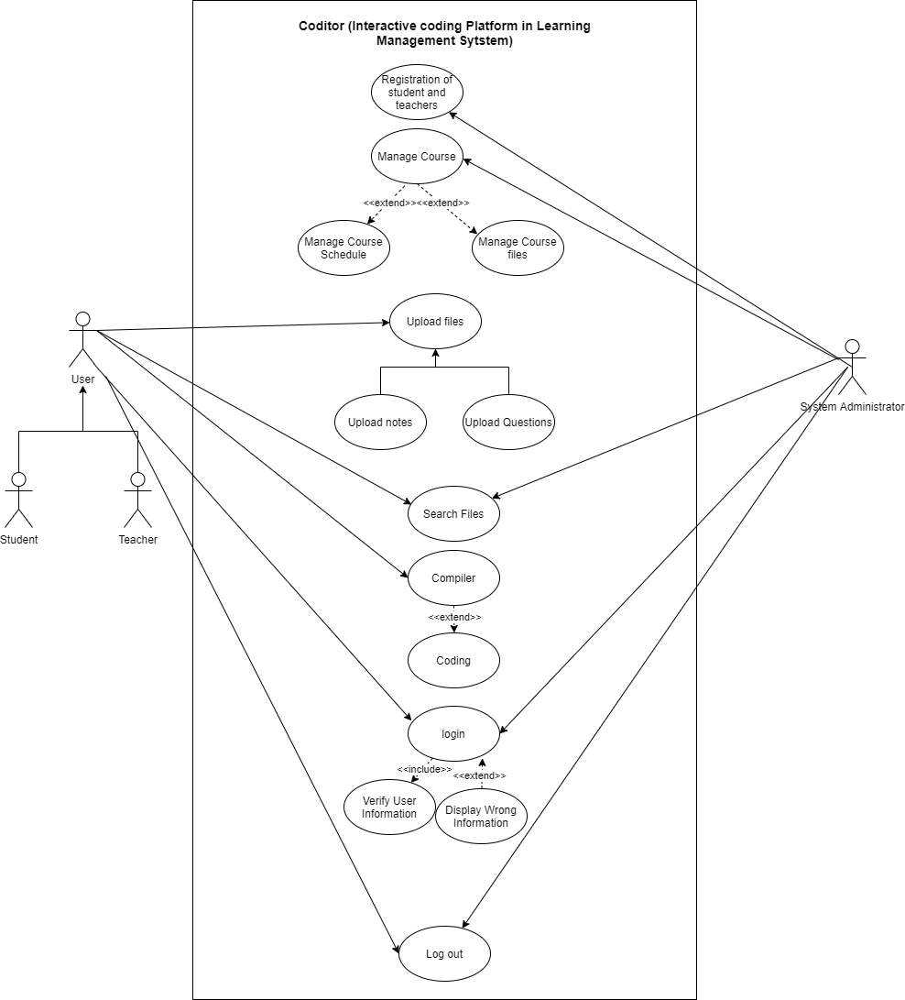 Coditor (Interactive coding Platform in Learning
Management Sytstem)
Registration of
student and
teachers
Manage Course
<<extend>>
<<extend>>
Manage Course
Schedule
Manage Course
files
Upload files
User
System Administrator
Upload notes
Upload Questions
Search Files
Student
Teacher
Compiler
<<extend>>
Coding
login
<<include>>
<<extend>>
Verify User
Information
Display Wrong
Information
Log out